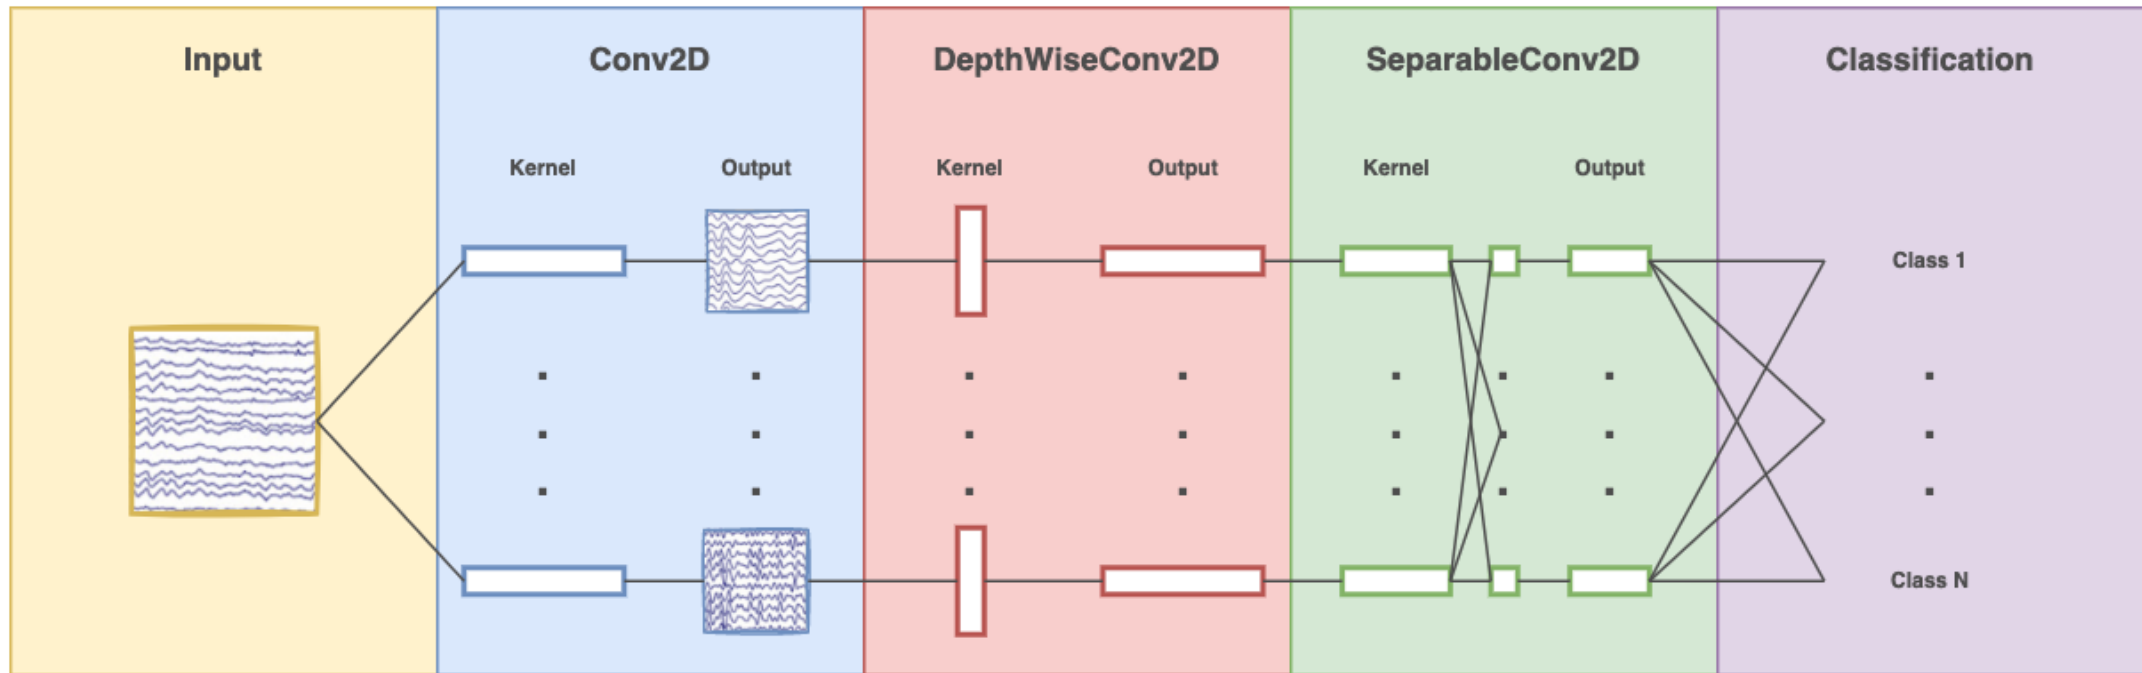 Input
Conv2D
DepthWiseConv2D
SeparableConv2D
Classification
Kernel
Output
Kernel
Output
Kernel
Output
Class 1
Class N